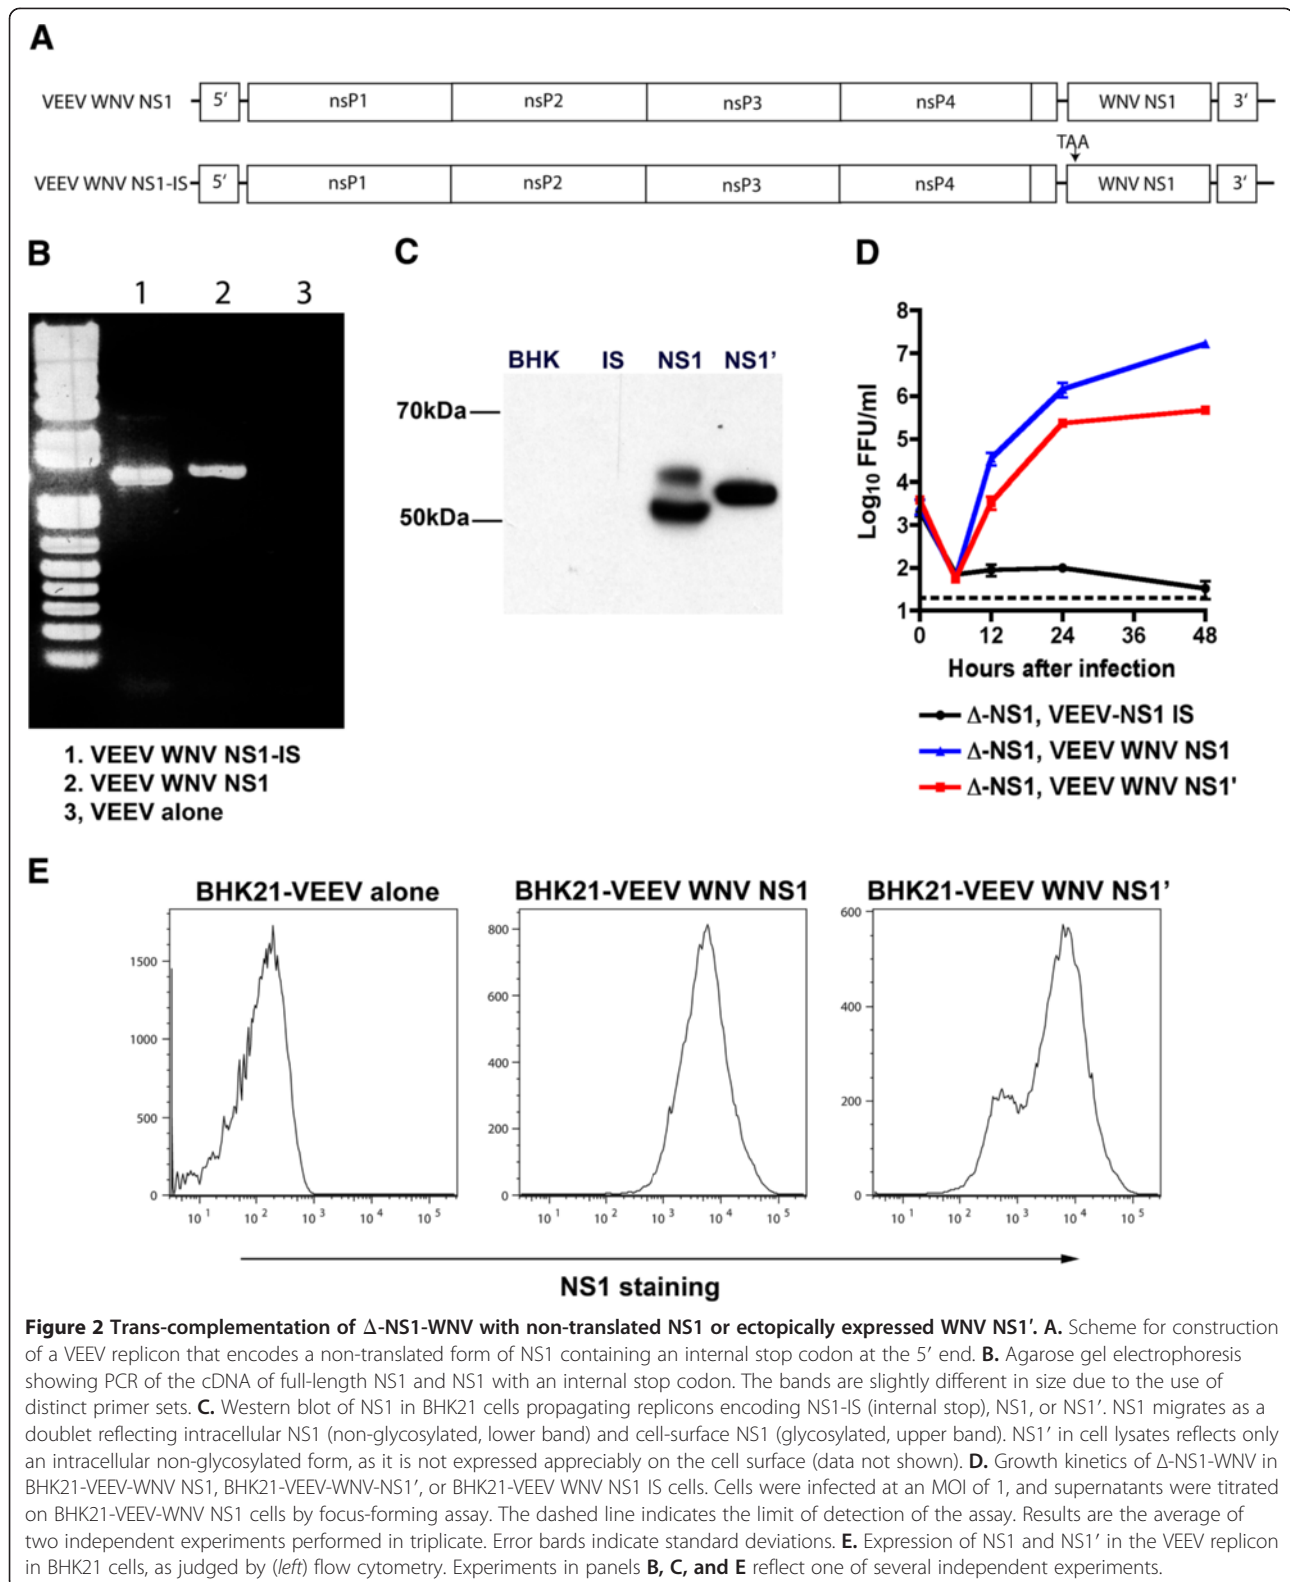 A
VEEV WNV NS1
5'
nsP1
nsP2
nsP3
nsP4
WNV NS1
3'
TAA
VEEV WNV NS1-IS
5'
nsP1
nsP2
nsP3
nsP4
WNV NS1
3'
B
1 2 3
1. VEEV WNV NS1-IS
2. VEEV WNV NS1
3, VEEV alone
C
BHK IS NS1 NS1'
70kDa
50kDa
D
Log10 FFU/ml
8
7
6
5
4
3
2
1
0 12 24 36 48
Hours after infection
Δ-NS1, VEEV-NS1 IS
Δ-NS1, VEEV WNV NS1
Δ-NS1, VEEV WNV NS1'
E
BHK21-VEEV alone
1500
1000
500
0
10^1 10^2 10^3 10^4 10^5
BHK21-VEEV WNV NS1
800
600
400
200
0
10^1 10^2 10^3 10^4 10^5
BHK21-VEEV WNV NS1'
600
400
200
0
10^1 10^2 10^3 10^4 10^5
NS1 staining
Figure 2 Trans-complementation of Δ-NS1-WNV with non-translated NS1 or ectopically expressed WNV NS1′. A. Scheme for construction
of a VEEV replicon that encodes a non-translated form of NS1 containing an internal stop codon at the 5′ end. B. Agarose gel electrophoresis
showing PCR of the cDNA of full-length NS1 and NS1 with an internal stop codon. The bands are slightly different in size due to the use of
distinct primer sets. C. Western blot of NS1 in BHK21 cells propagating replicons encoding NS1-IS (internal stop), NS1, or NS1′. NS1 migrates as a
doublet reflecting intracellular NS1 (non-glycosylated, lower band) and cell-surface NS1 (glycosylated, upper band). NS1′ in cell lysates reflects only
an intracellular non-glycosylated form, as it is not expressed appreciably on the cell surface (data not shown). D. Growth kinetics of Δ-NS1-WNV in
BHK21-VEEV-WNV NS1, BHK21-VEEV-WNV-NS1′, or BHK21-VEEV WNV NS1 IS cells. Cells were infected at an MOI of 1, and supernatants were titrated
on BHK21-VEEV-WNV NS1 cells by focus-forming assay. The dashed line indicates the limit of detection of the assay. Results are the average of
two independent experiments performed in triplicate. Error bards indicate standard deviations. E. Expression of NS1 and NS1′ in the VEEV replicon
in BHK21 cells, as judged by (left) flow cytometry. Experiments in panels B, C, and E reflect one of several independent experiments.